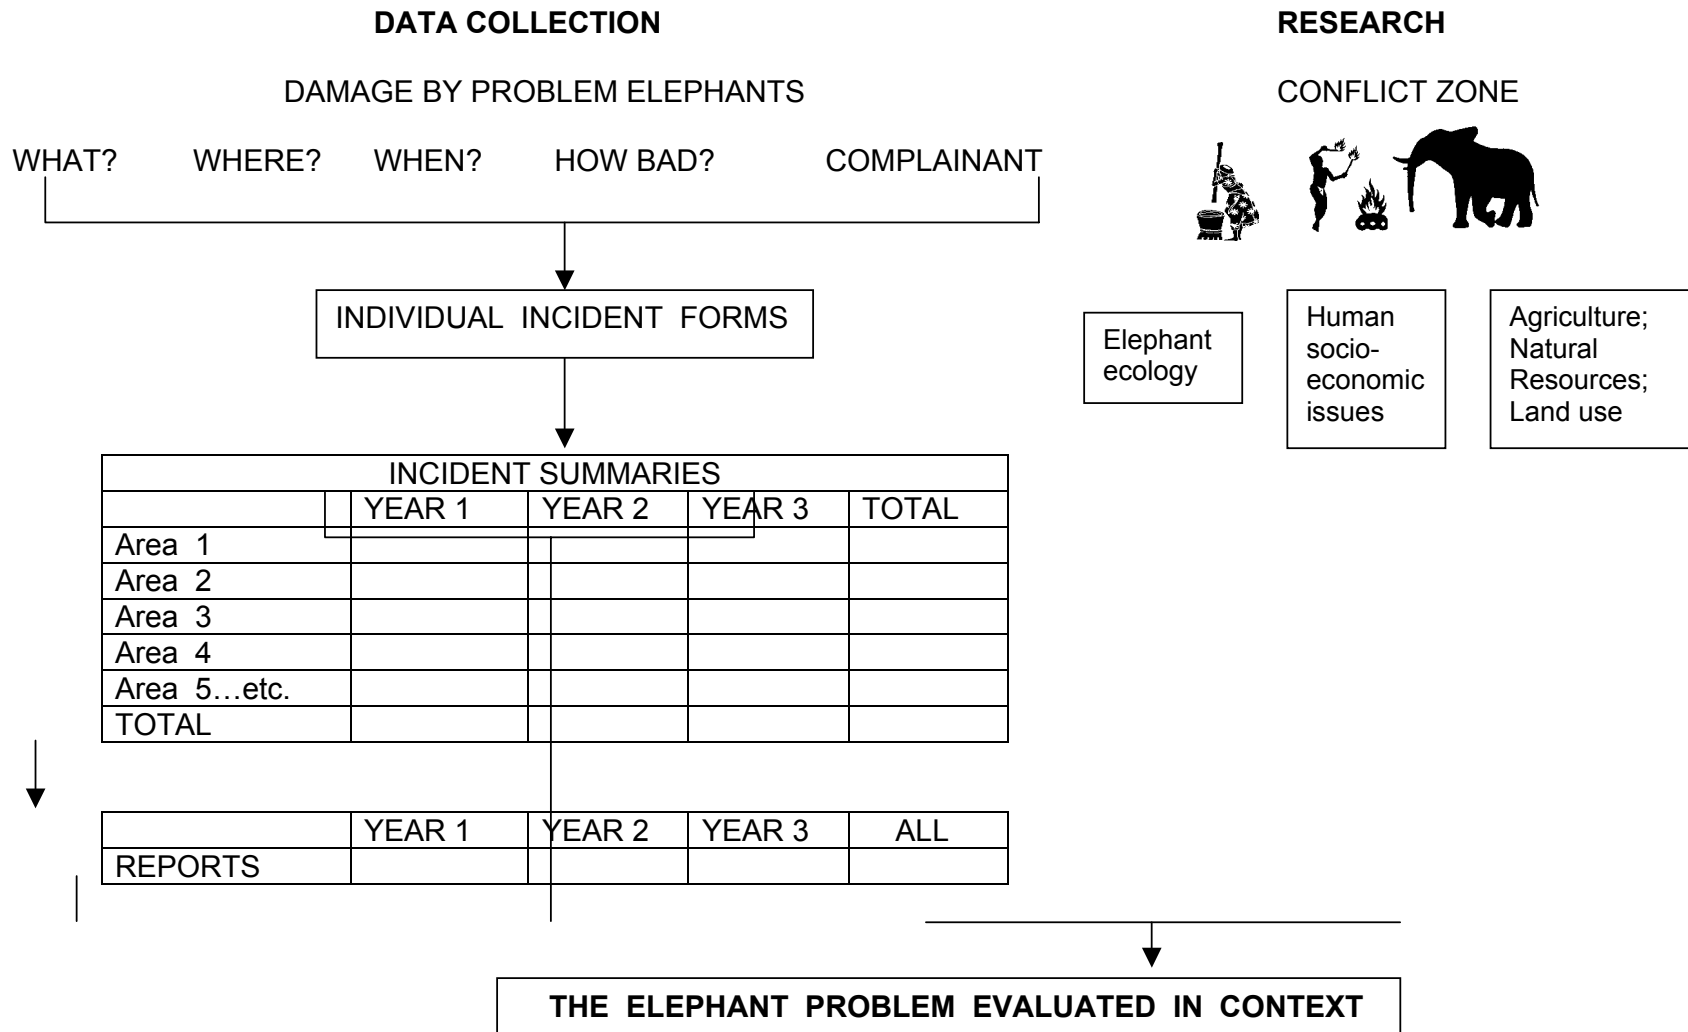 DATA COLLECTION
RESEARCH
DAMAGE BY PROBLEM ELEPHANTS
CONFLICT ZONE
WHAT? WHERE? WHEN? HOW BAD? COMPLAINANT
INDIVIDUAL INCIDENT FORMS
Elephant
ecology
Human
socio-
economic
issues
Agriculture;
Natural
Resources;
Land use
INCIDENT SUMMARIES
YEAR 1 YEAR 2 YEAR 3 TOTAL
Area 1
Area 2
Area 3
Area 4
Area 5...etc.
TOTAL
YEAR 1 YEAR 2 YEAR 3 ALL
REPORTS
THE ELEPHANT PROBLEM EVALUATED IN CONTEXT